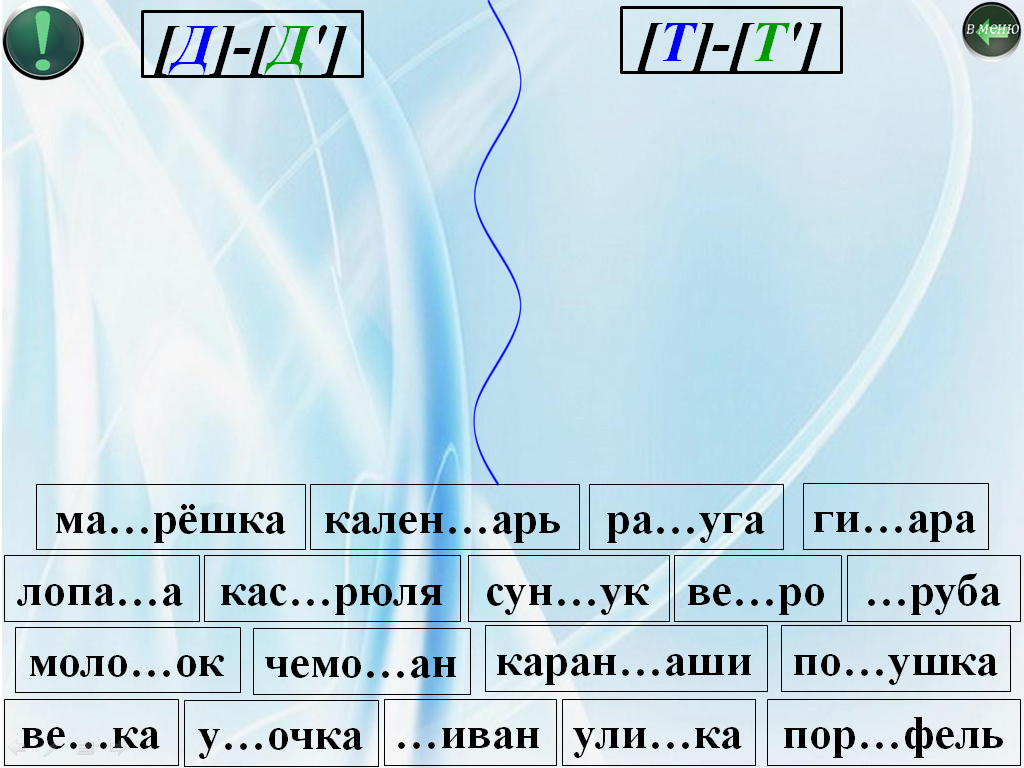 [Д]-[Д'] [Т]-[Т'] в меню
ма…рёшка кален…арь ра…уга ги…ара
лопа…а кас…рюля сун…ук ве…ро …руба
моло…ок чемо…ан каран…аши по…ушка
ве…ка у…очка …иван ули…ка пор…фель